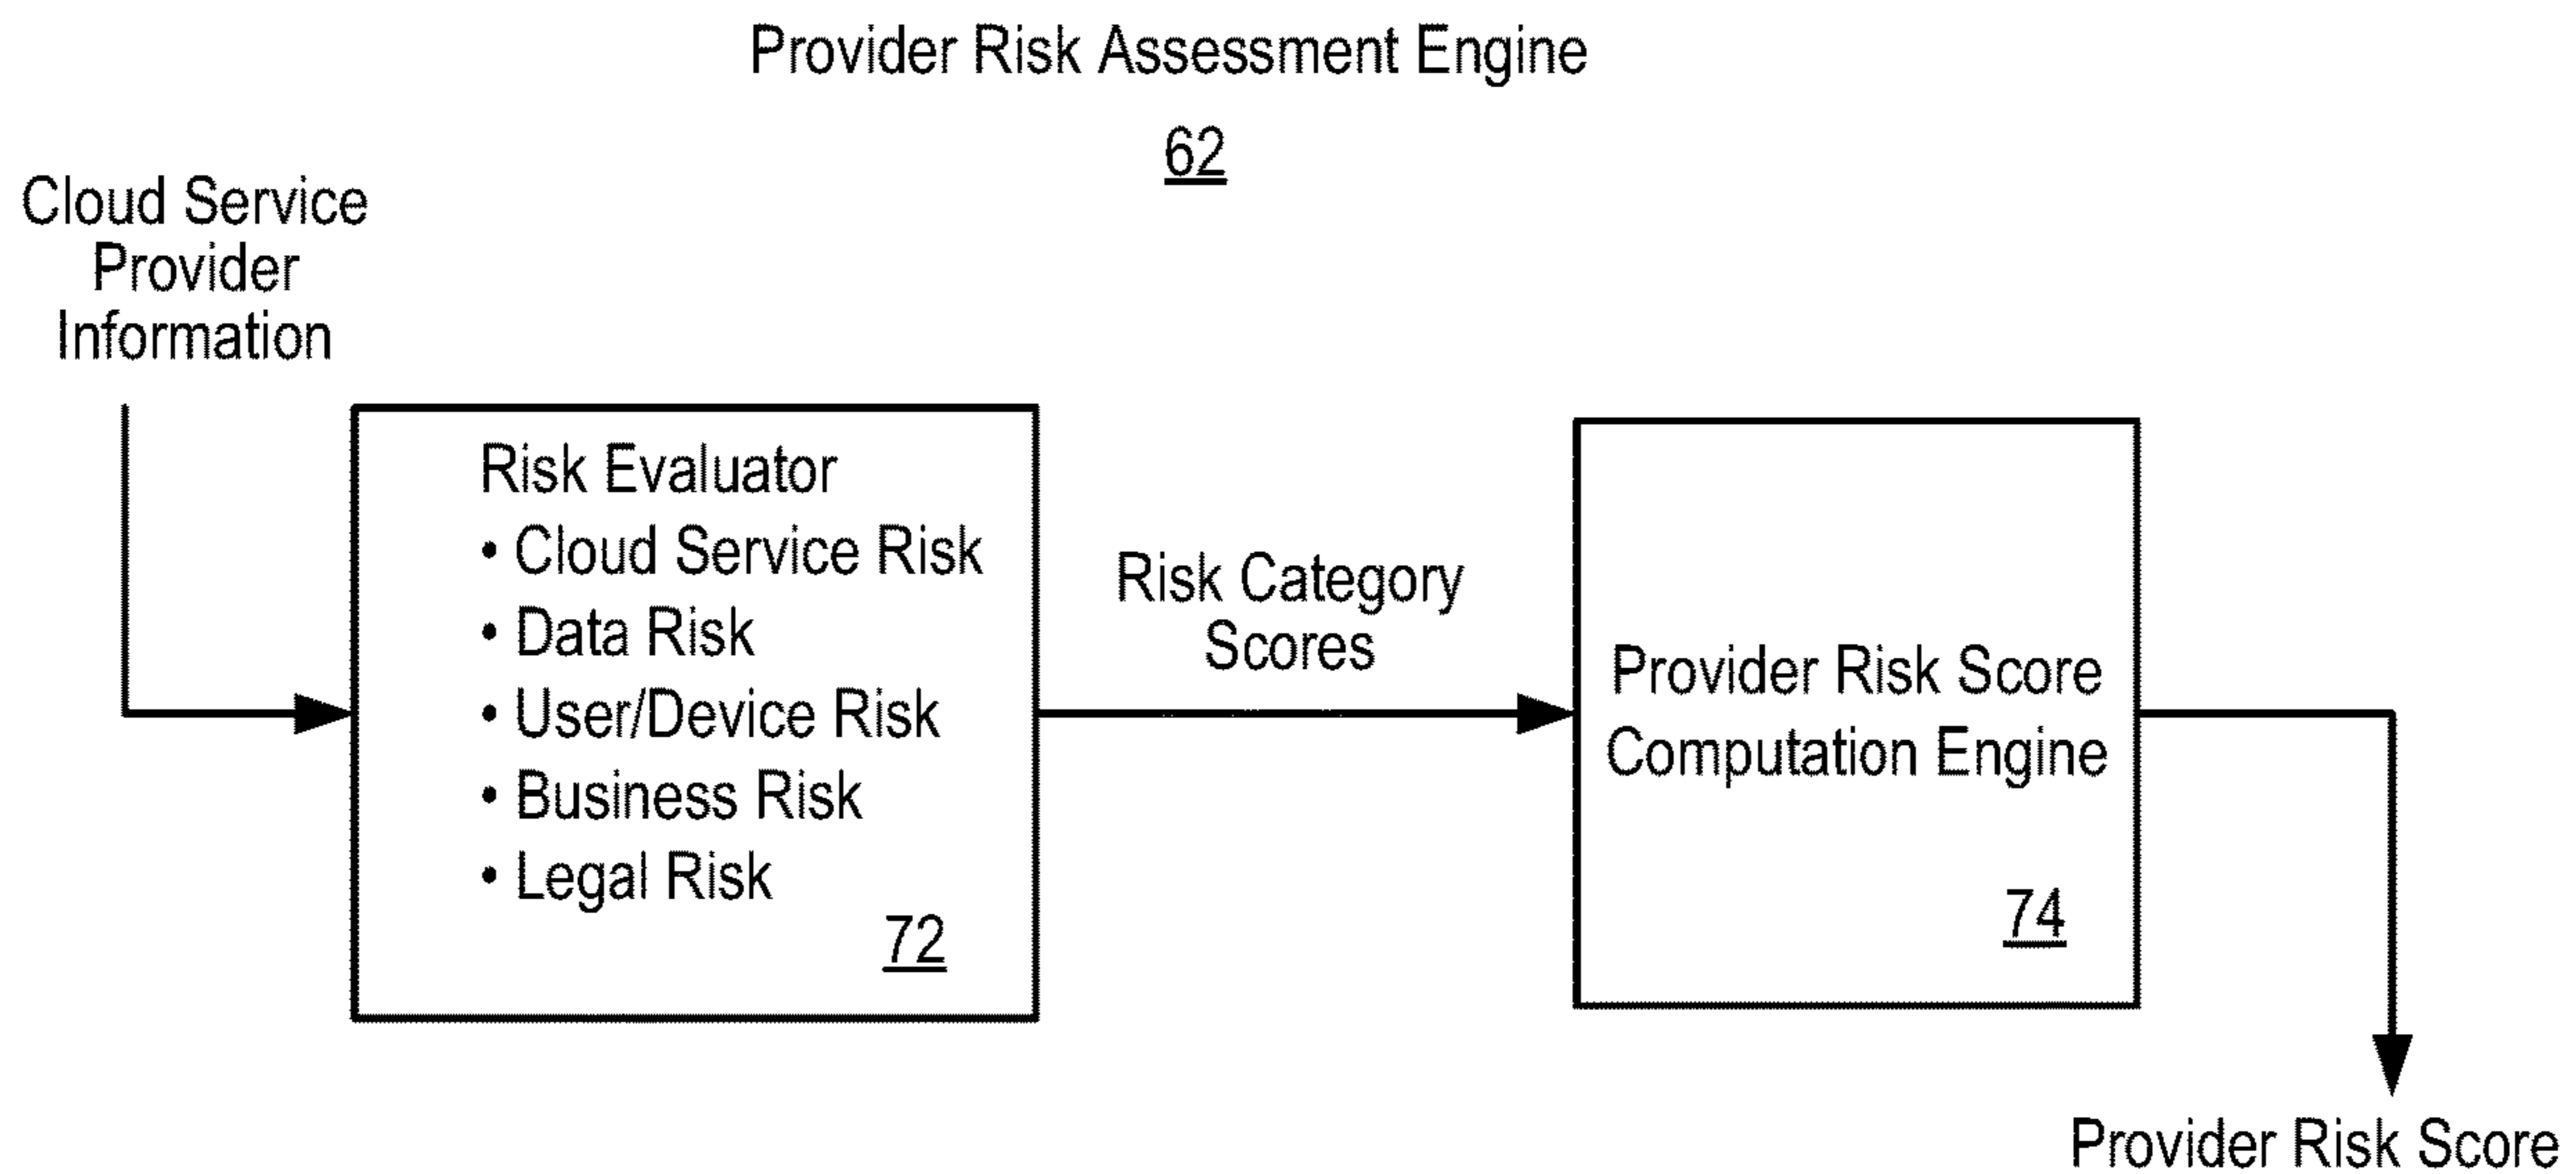 Provider Risk Assessment Engine
62
Cloud Service
Provider
Information
Risk Evaluator
• Cloud Service Risk
• Data Risk
• User/Device Risk
• Business Risk
• Legal Risk
72
Risk Category
Scores
Provider Risk Score
Computation Engine
74
Provider Risk Score